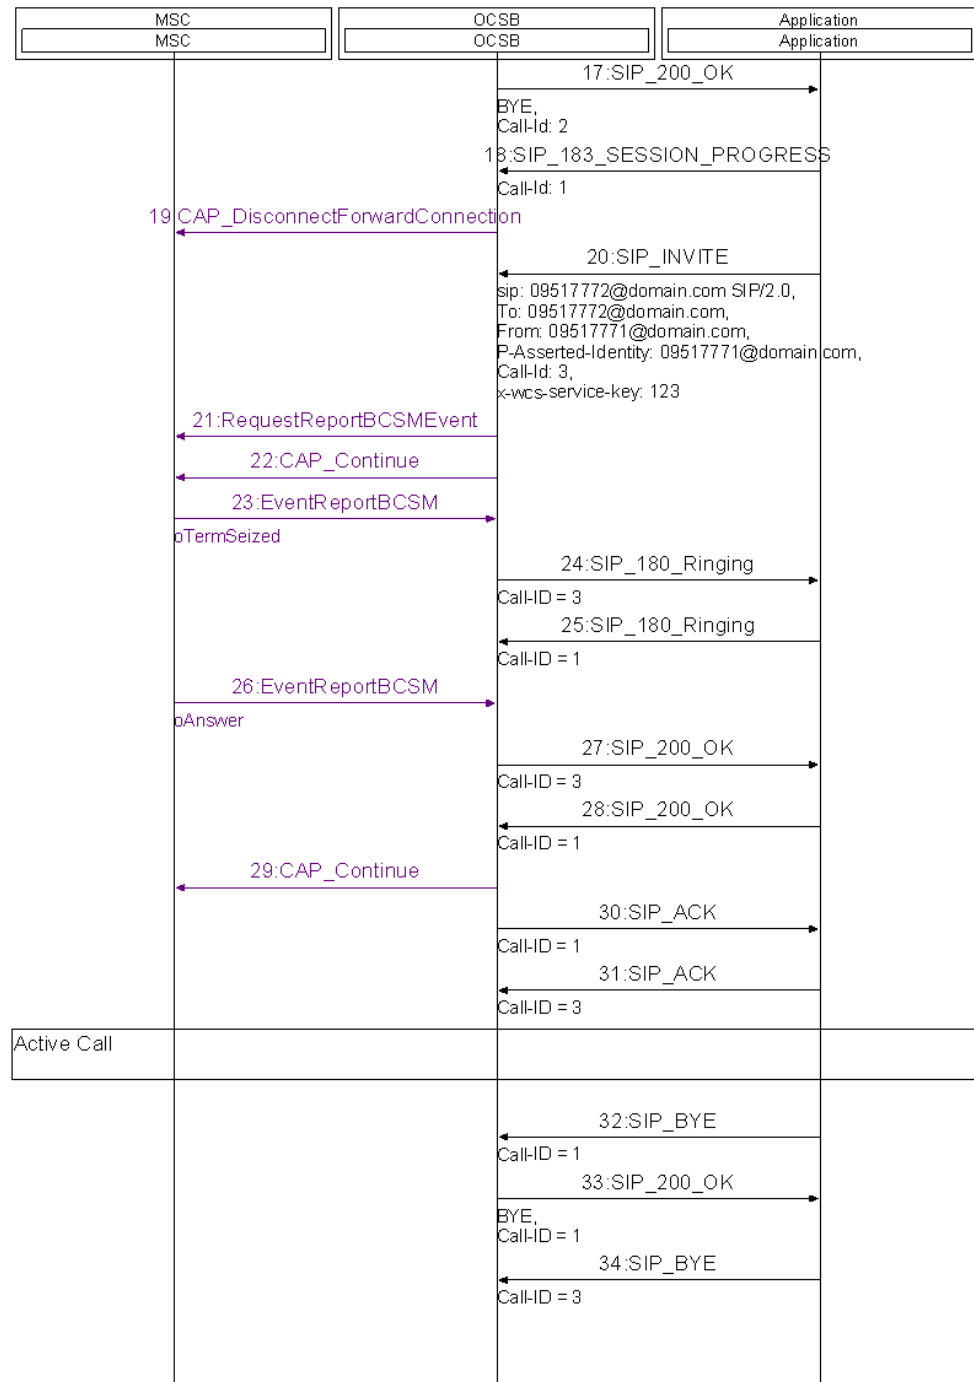 MSC
OCSB
Application
MSC
OCSB
Application
17:SIP_200_OK
BYE,
Call-Id: 2
18:SIP_183_SESSION_PROGRESS
Call-Id: 1
19:CAP_DisconnectForwardConnection
20:SIP_INVITE
sip: 09517772@domain.com SIP/2.0,
To: 09517772@domain.com,
From: 09517771@domain.com,
P-Asserted-Identity: 09517771@domain.com,
Call-Id: 3,
x-wcs-service-key: 123
21:RequestReportBCSMEvent
22:CAP_Continue
23:EventReportBCSM
oTermSeized
24:SIP_180_Ringing
Call-ID = 3
25:SIP_180_Ringing
Call-ID = 1
26:EventReportBCSM
oAnswer
27:SIP_200_OK
Call-ID = 3
28:SIP_200_OK
Call-ID = 1
29:CAP_Continue
30:SIP_ACK
Call-ID = 1
31:SIP_ACK
Call-ID = 3
Active Call
32:SIP_BYE
Call-ID = 1
33:SIP_200_OK
BYE,
Call-ID = 1
34:SIP_BYE
Call-ID = 3